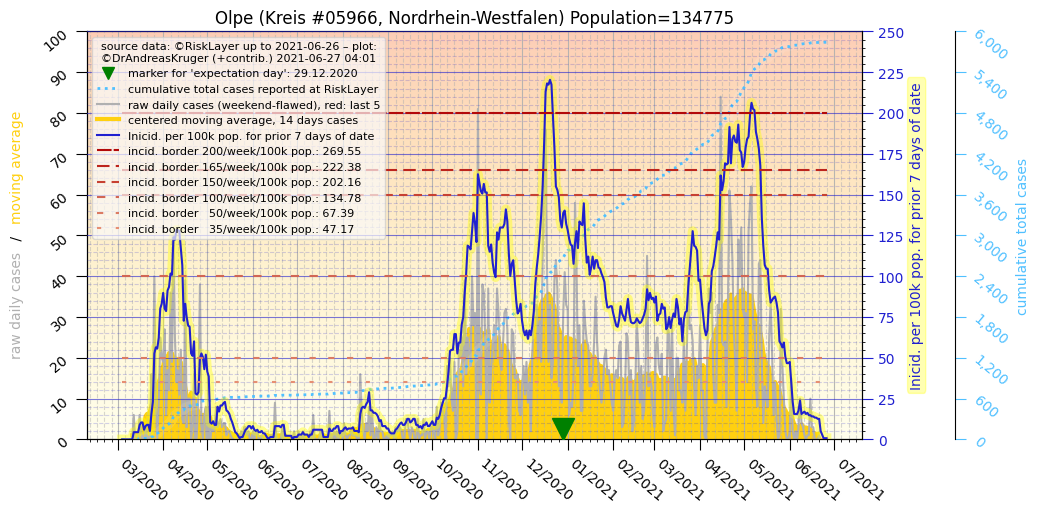 Olpe (Kreis #05966, Nordrhein-Westfalen) Population=134775
source data: ©RiskLayer up to 2021-06-26 – plot:
©DrAndreasKruger (+contrib.) 2021-06-27 04:01
marker for 'expectation day': 29.12.2020
cumulative total cases reported at RiskLayer
raw daily cases (weekend-flawed), red: last 5
centered moving average, 14 days cases
Inicid. per 100k pop. for prior 7 days of date
incid. border 200/week/100k pop.: 269.55
incid. border 165/week/100k pop.: 222.38
incid. border 150/week/100k pop.: 202.16
incid. border 100/week/100k pop.: 134.78
incid. border   50/week/100k pop.: 67.39
incid. border   35/week/100k pop.: 47.17
raw daily cases / moving average
100
90
80
70
60
50
40
30
20
10
0
03/2020
04/2020
05/2020
06/2020
07/2020
08/2020
09/2020
10/2020
11/2020
12/2020
01/2021
02/2021
03/2021
04/2021
05/2021
06/2021
07/2021
250
225
200
175
150
125
100
75
50
25
0
Inicid. per 100k pop. for prior 7 days of date
6,000
5,400
4,800
4,200
3,600
3,000
2,400
1,800
1,200
600
0
cumulative total cases